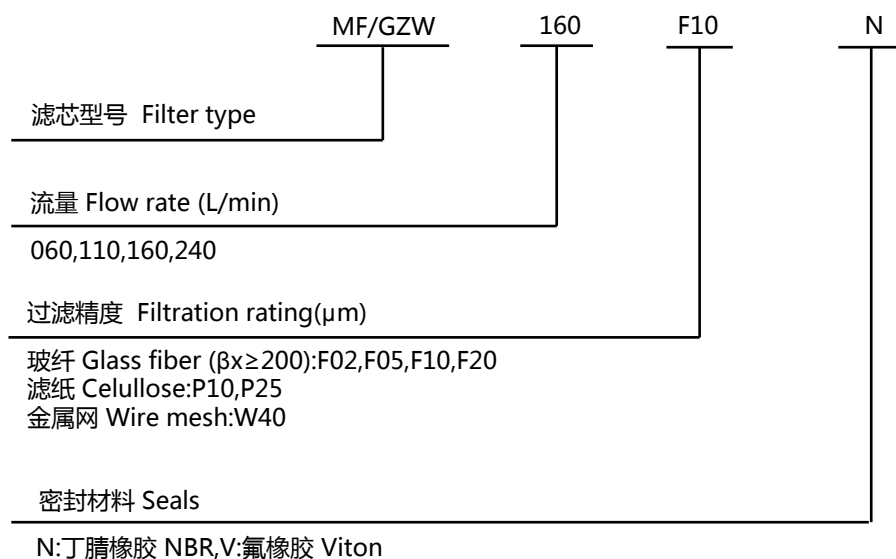 MF/GZW 160 F10 N
滤芯型号 Filter type
流量 Flow rate (L/min)
060,110,160,240
过滤精度 Filtration rating(μm)
玻纤 Glass fiber (βx≥200):F02,F05,F10,F20
滤纸 Celullose:P10,P25
金属网 Wire mesh:W40
密封材料 Seals
N:丁腈橡胶 NBR,V:氟橡胶 Viton